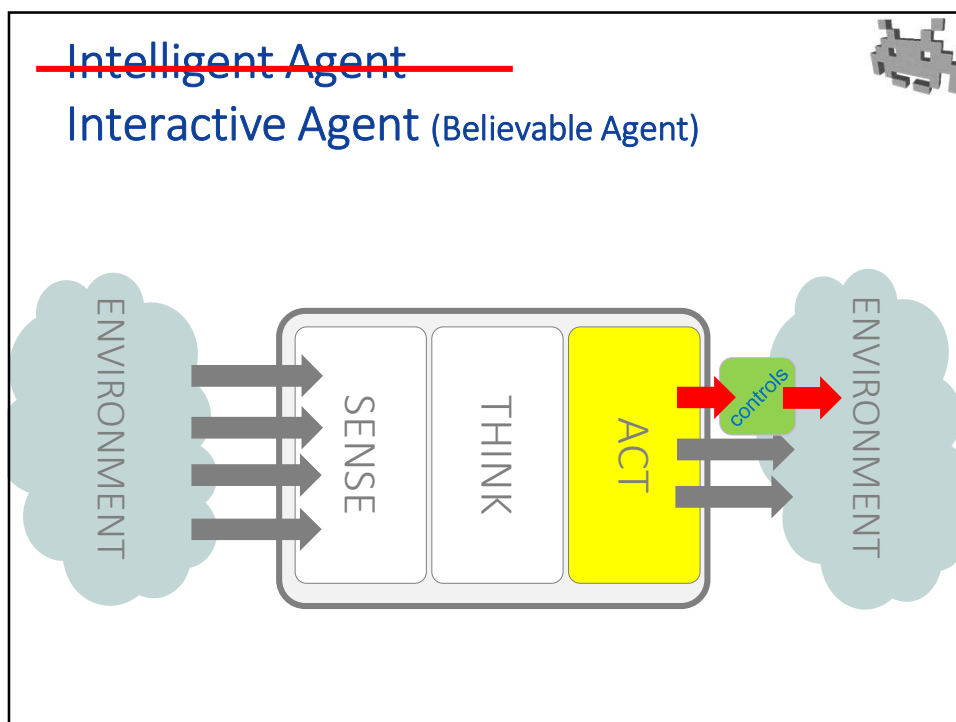 Intelligent Agent
Interactive Agent (Believable Agent)
ENVIRONMENT
SENSE
THINK
ACT
controls
ENVIRONMENT